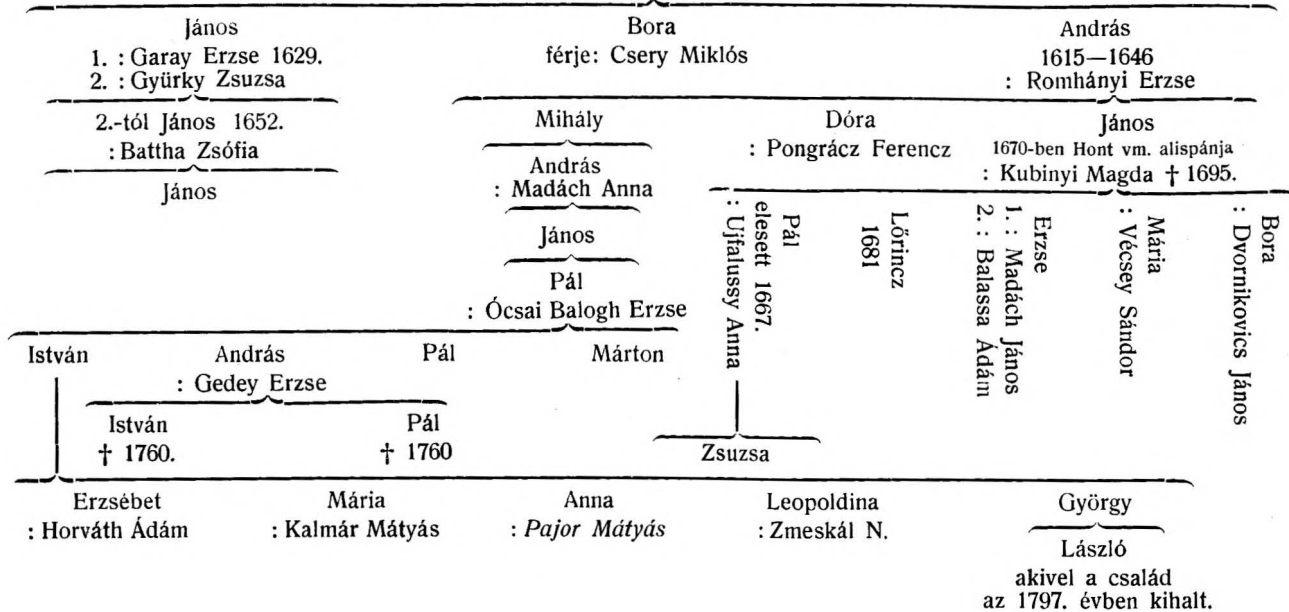 János
1. : Garay Erzse 1629.
2. : Gyürky Zsuzsa
2.-tól János 1652.
: Battha Zsófia
János
Bora
férje: Csery Miklós
András
1615—1646
: Romhányi Erzse
Mihály
András
: Madách Anna
János
Pál
: Ócsai Balogh Erzse
Dóra
: Pongrácz Ferencz
János
1670-ben Hont vm. alispánja
: Kubinyi Magda † 1695.
Pál
elesett 1667.
: Ujfalussy Anna
Lőrincz
1681
Erzse
1. : Madách János
2. : Balassa Ádám
Mária
: Vécsey Sándor
Bora
: Dvornikovics János
István
András
: Gedey Erzse
Pál
Márton
István
† 1760.
Pál
† 1760
Zsuzsa
Erzsébet
: Horváth Ádám
Mária
: Kalmár Mátyás
Anna
: Pajor Mátyás
Leopoldina
: Zmeskál N.
György
László
akivel a család
az 1797. évben kihalt.